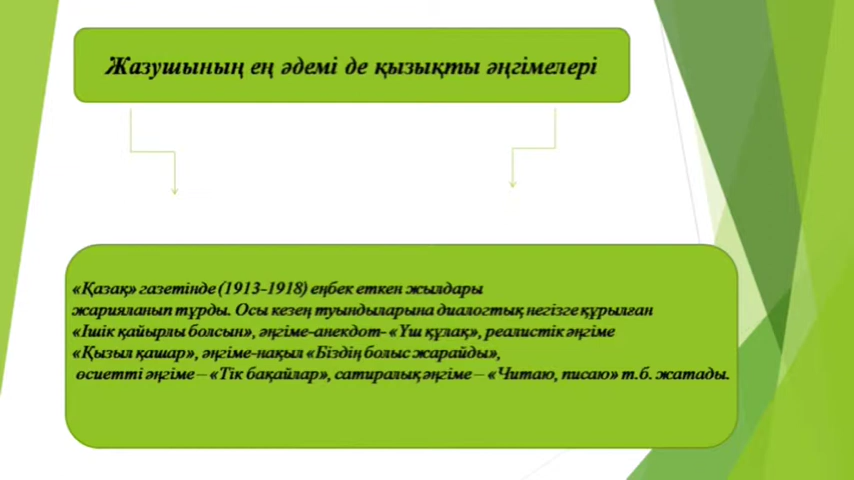 Жазушының ең әдемі де қызықты әңгімелері
«Қазақ» газетінде (1913-1918) еңбек еткен жылдары
жарияланып тұрды. Осы кезең туындыларына диалогтық негізге құрылған
«Ішік қайырлы болсын», әңгіме-анекдот- «Үш құлақ», реалистік әңгіме
«Қызыл қашар», әңгіме-нақыл «Біздің болыс жарайды»,
өсиетті әңгіме – «Тік бақайлар», сатиралық әңгіме – «Читаю, писаю» т.б. жатады.